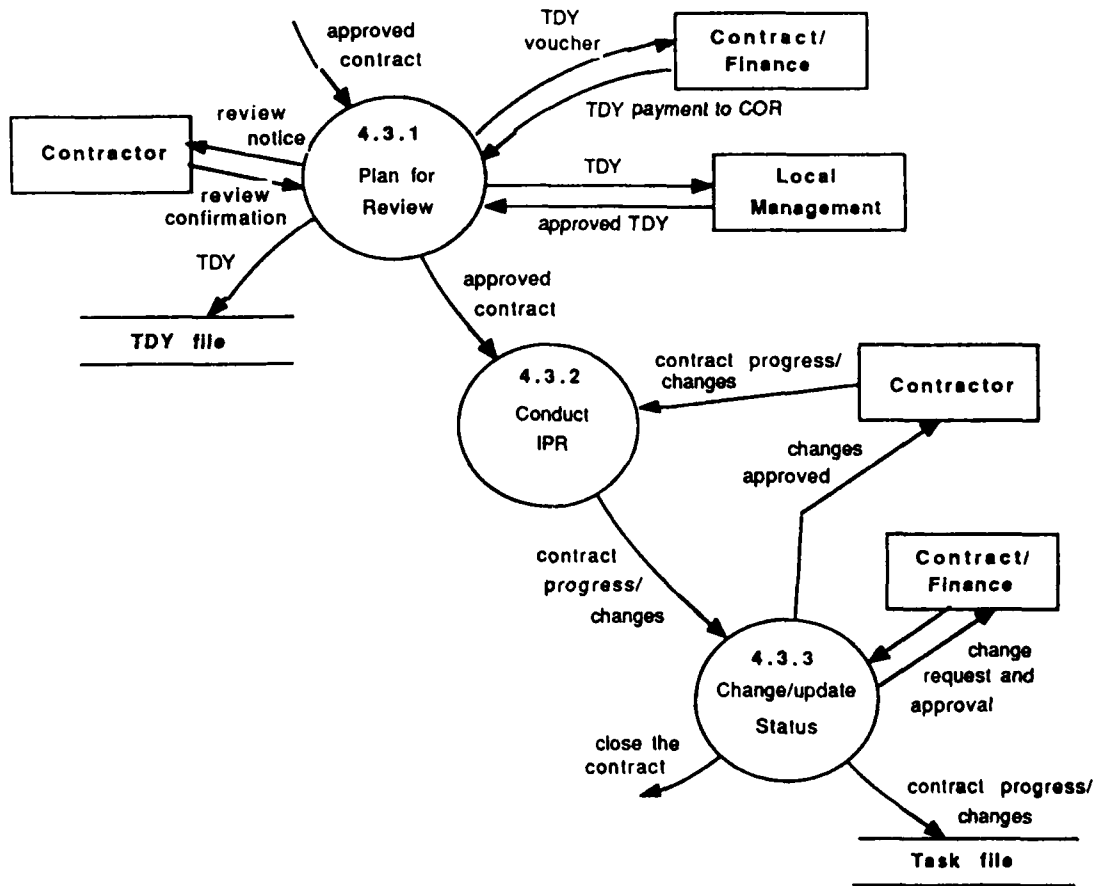 approved
contract
TDY
voucher
Contract/
Finance
TDY payment to COR
review
notice
Contractor
review
confirmation
4.3.1
Plan for
Review
TDY
approved TDY
Local
Management
TDY
TDY file
approved
contract
4.3.2
Conduct
IPR
contract progress/
changes
Contractor
changes
approved
contract
progress/
changes
Contract/
Finance
change
request and
approval
4.3.3
Change/update
Status
close the
contract
contract progress/
changes
Task file